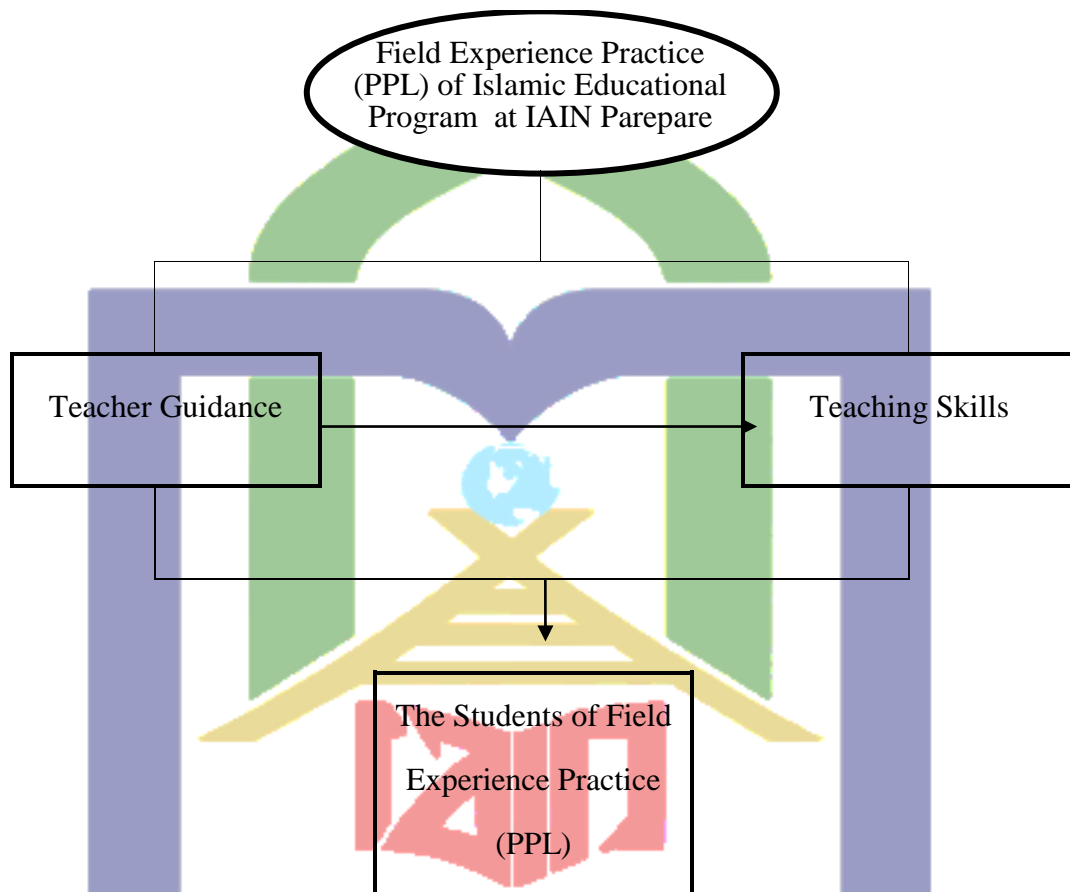 Field Experience Practice
(PPL) of Islamic Educational
Program at IAIN Parepare
Teacher Guidance
Teaching Skills
The Students of Field
Experience Practice
(PPL)
iain